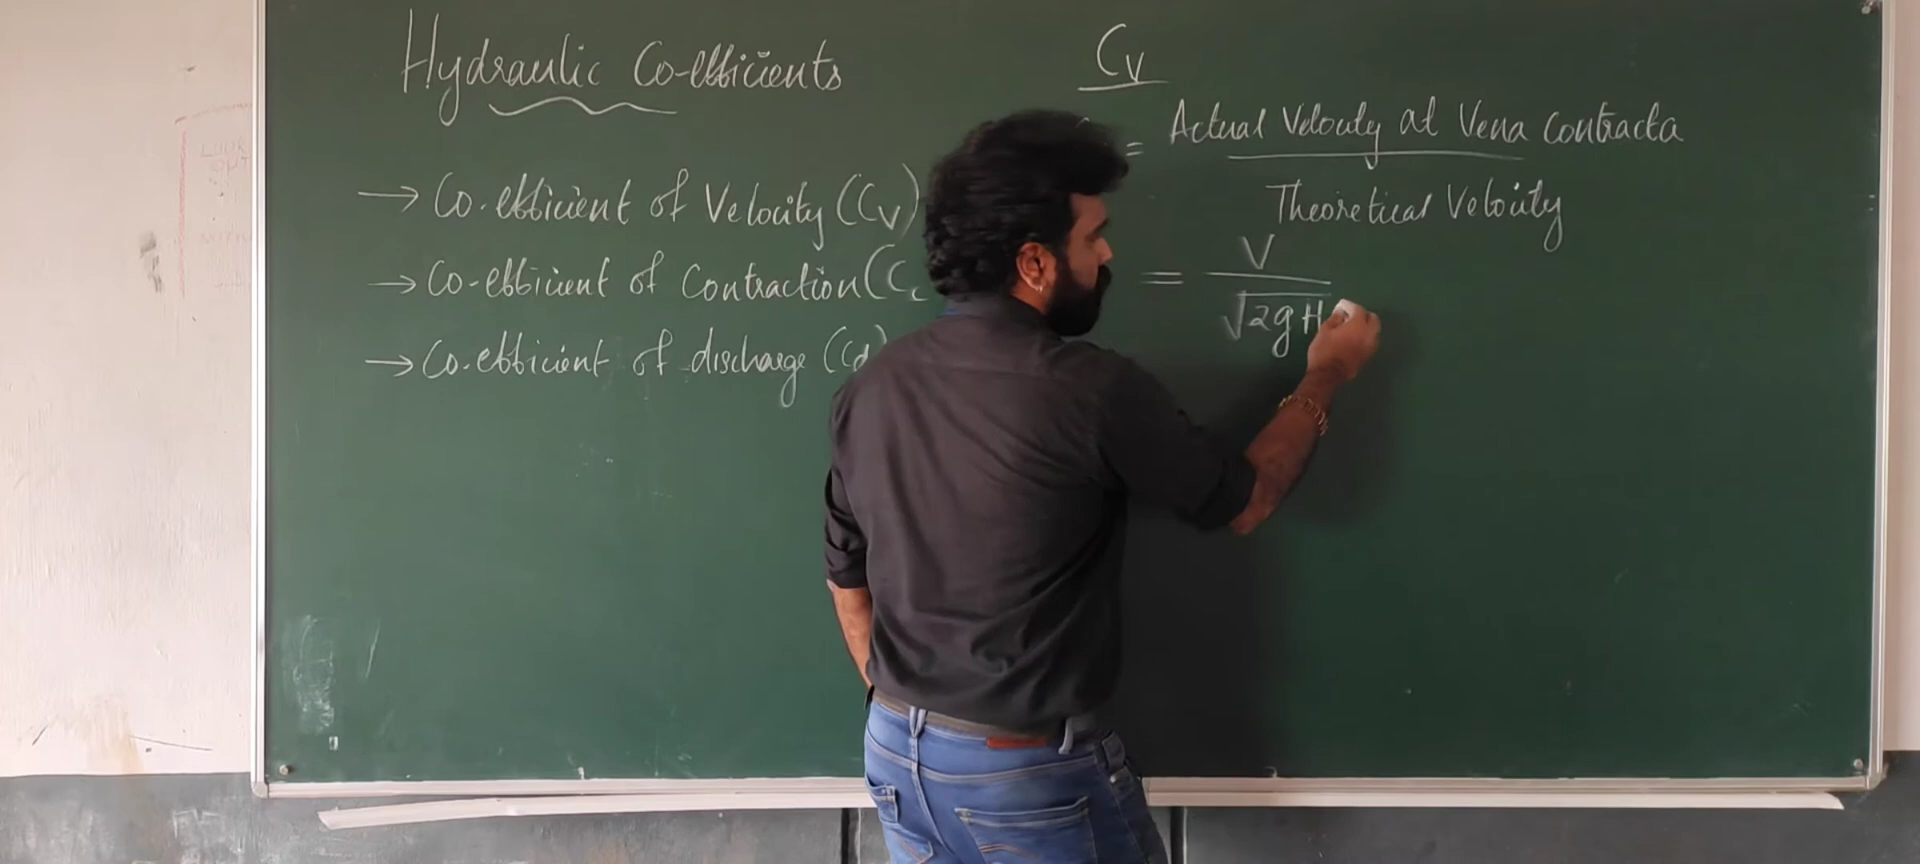 Hydraulic Co-efficients
→ Co-efficient of Velocity (Cv)
→ Co-efficient of Contraction (Cc
→ Co-efficient of discharge (Cd)
Cv
= Actual Velocity at Vena Contracta
Theoretical Velocity
= V
√2gH